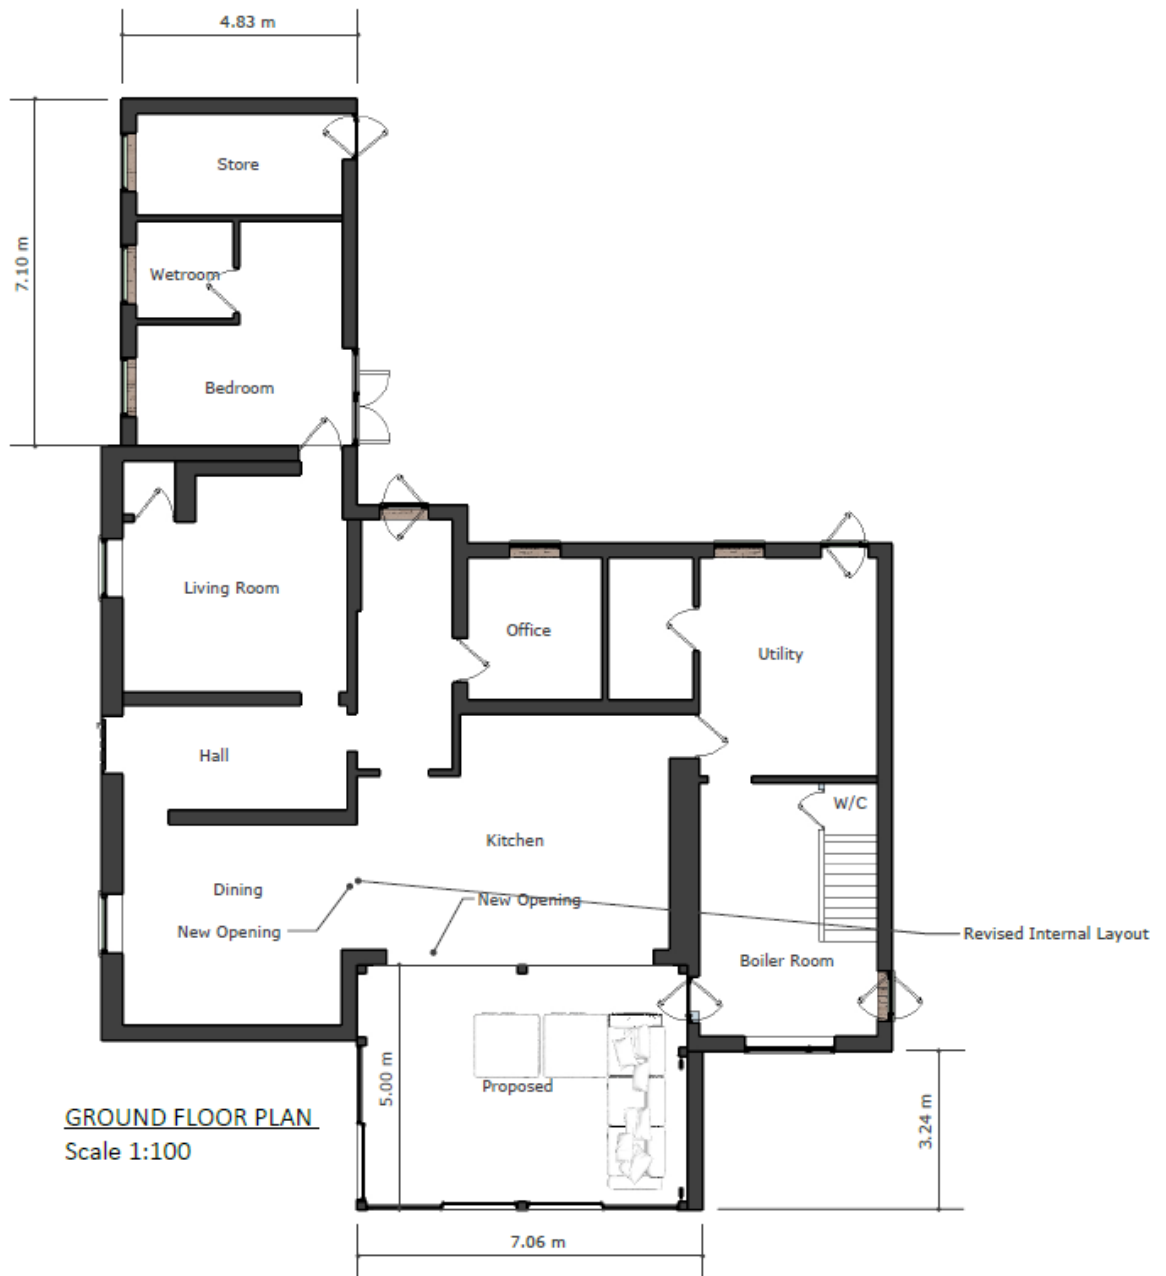 4.83 m
7.10 m
Store
Wetroom
Bedroom
Living Room
Office
Utility
Hall
W/C
Kitchen
Dining
New Opening
New Opening
Revised Internal Layout
Boiler Room
5.00 m
Proposed
3.24 m
GROUND FLOOR PLAN
Scale 1:100
7.06 m